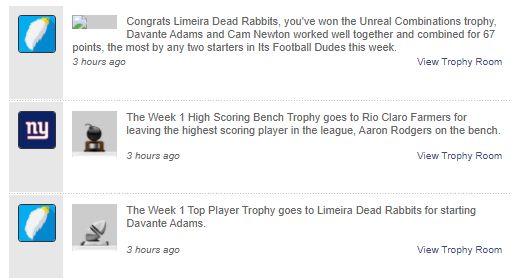 Congrats Limeira Dead Rabbits, you've won the Unreal Combinations trophy,
Davante Adams and Cam Newton worked well together and combined for 67
points, the most by any two starters in Its Football Dudes this week.
3 hours ago View Trophy Room
ny
The Week 1 High Scoring Bench Trophy goes to Rio Claro Farmers for
leaving the highest scoring player in the league, Aaron Rodgers on the bench.
3 hours ago View Trophy Room
The Week 1 Top Player Trophy goes to Limeira Dead Rabbits for starting
Davante Adams.
3 hours ago View Trophy Room